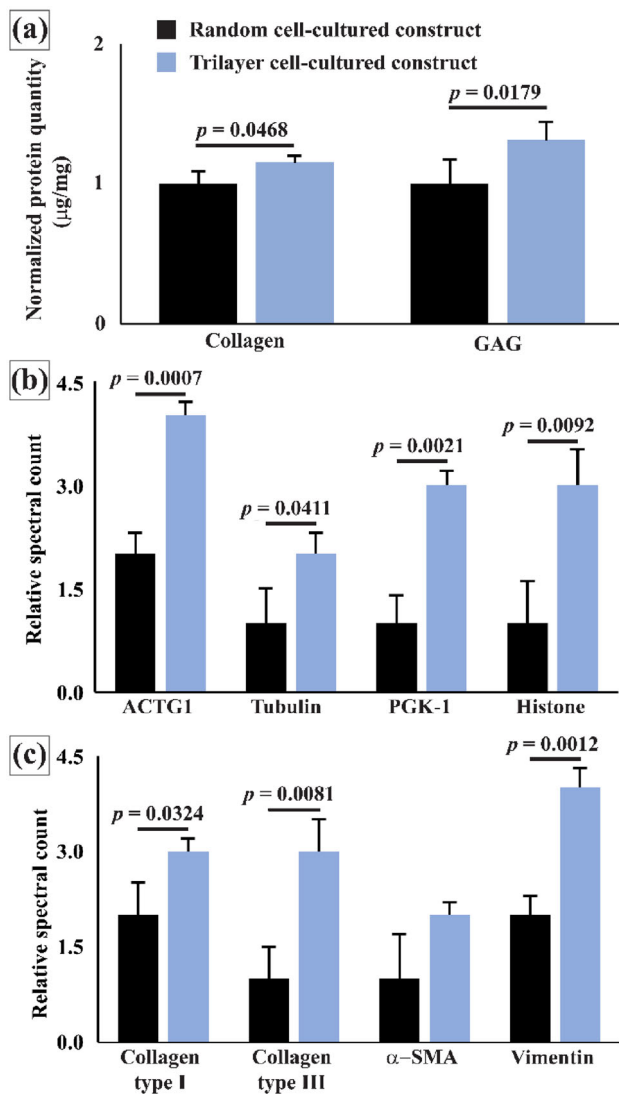 (a)
Random cell-cultured construct
Trilayer cell-cultured construct
Normalized protein quantity
(μg/mg)
2
1
0
p = 0.0468
p = 0.0179
Collagen
GAG
(b)
Relative spectral count
4.5
3.0
1.5
0.0
p = 0.0007
p = 0.0411
p = 0.0021
p = 0.0092
ACTG1
Tubulin
PGK-1
Histone
(c)
Relative spectral count
4.5
3.0
1.5
0.0
p = 0.0324
p = 0.0081
p = 0.0012
Collagen
type I
Collagen
type III
α–SMA
Vimentin